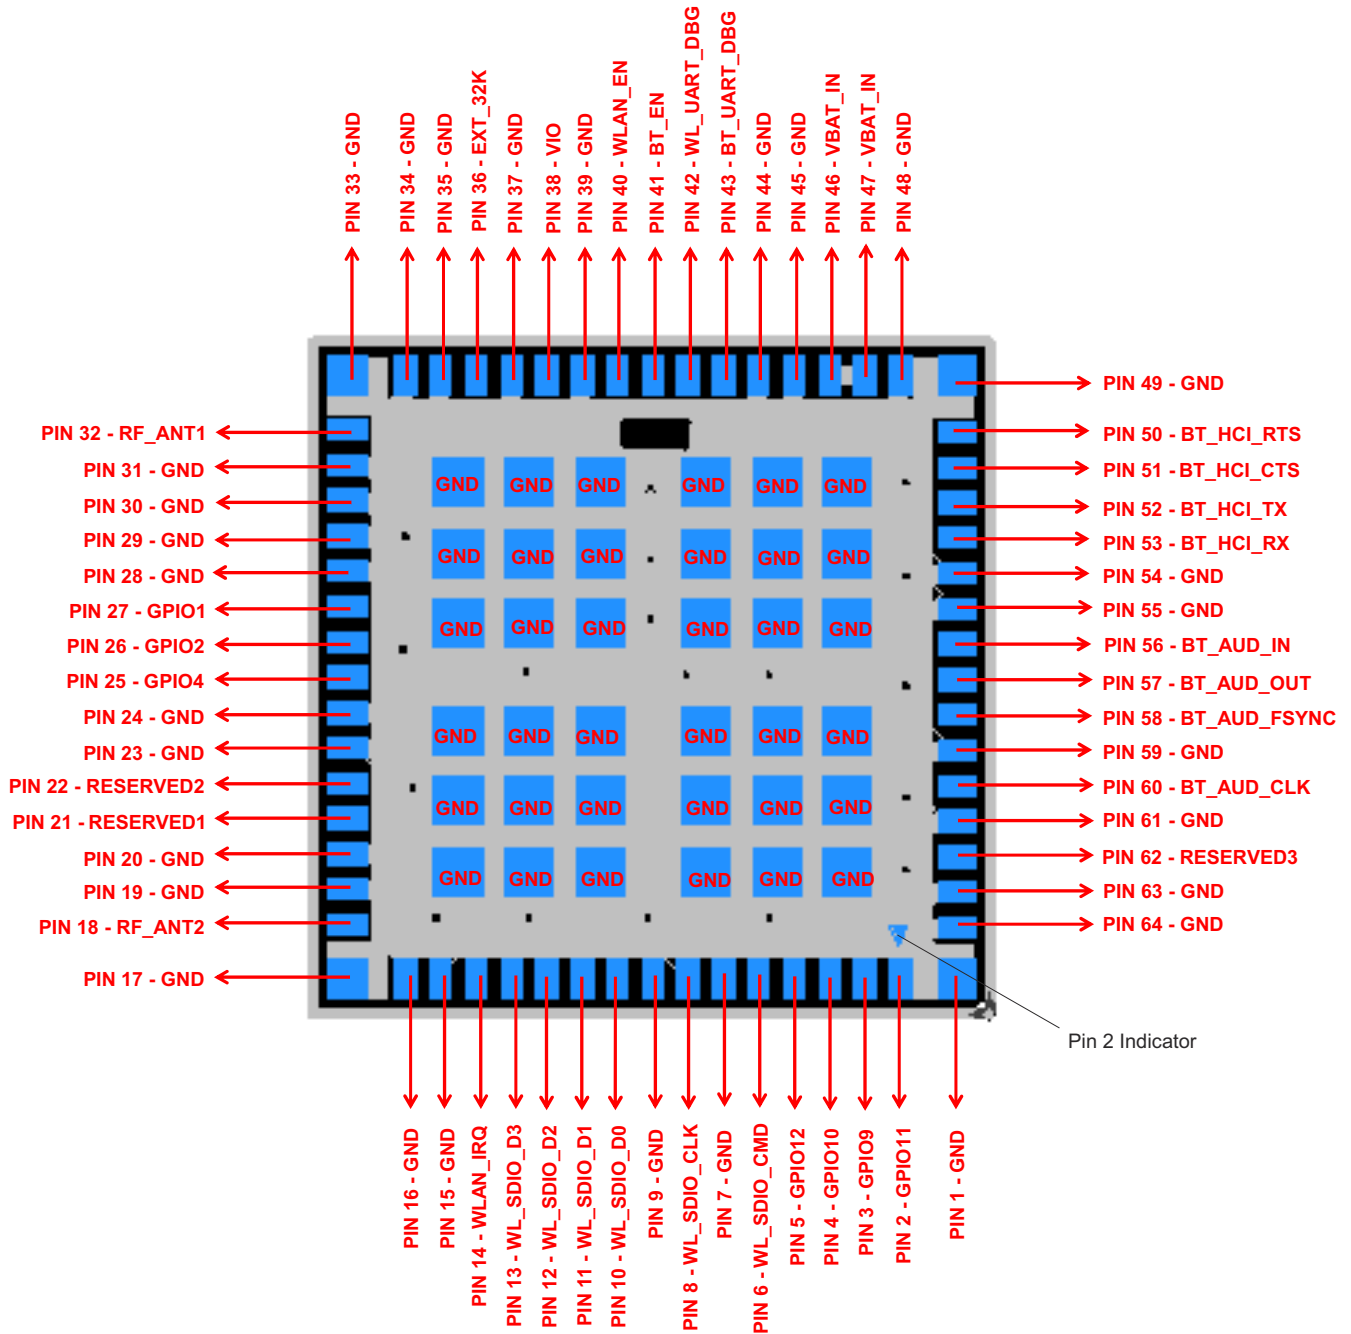 PIN 33 - GND
PIN 34 - GND
PIN 35 - GND
PIN 36 - EXT_32K
PIN 37 - GND
PIN 38 - VIO
PIN 39 - GND
PIN 40 - WLAN_EN
PIN 41 - BT_EN
PIN 42 - WL_UART_DBG
PIN 43 - BT_UART_DBG
PIN 44 - GND
PIN 45 - GND
PIN 46 - VBAT_IN
PIN 47 - VBAT_IN
PIN 48 - GND
PIN 32 - RF_ANT1
PIN 31 - GND
PIN 30 - GND
PIN 29 - GND
PIN 28 - GND
PIN 27 - GPIO1
PIN 26 - GPIO2
PIN 25 - GPIO4
PIN 24 - GND
PIN 23 - GND
PIN 22 - RESERVED2
PIN 21 - RESERVED1
PIN 20 - GND
PIN 19 - GND
PIN 18 - RF_ANT2
PIN 17 - GND
GND GND GND GND GND GND
GND GND GND GND GND GND
GND GND GND GND GND GND
GND GND GND GND GND GND
GND GND GND GND GND GND
GND GND GND GND GND GND
PIN 49 - GND
PIN 50 - BT_HCI_RTS
PIN 51 - BT_HCI_CTS
PIN 52 - BT_HCI_TX
PIN 53 - BT_HCI_RX
PIN 54 - GND
PIN 55 - GND
PIN 56 - BT_AUD_IN
PIN 57 - BT_AUD_OUT
PIN 58 - BT_AUD_FSYNC
PIN 59 - GND
PIN 60 - BT_AUD_CLK
PIN 61 - GND
PIN 62 - RESERVED3
PIN 63 - GND
PIN 64 - GND
Pin 2 Indicator
PIN 16 - GND
PIN 15 - GND
PIN 14 - WLAN_IRQ
PIN 13 - WL_SDIO_D3
PIN 12 - WL_SDIO_D2
PIN 11 - WL_SDIO_D1
PIN 10 - WL_SDIO_D0
PIN 9 - GND
PIN 8 - WL_SDIO_CLK
PIN 7 - GND
PIN 6 - WL_SDIO_CMD
PIN 5 - GPIO12
PIN 4 - GPIO10
PIN 3 - GPIO9
PIN 2 - GPIO11
PIN 1 - GND